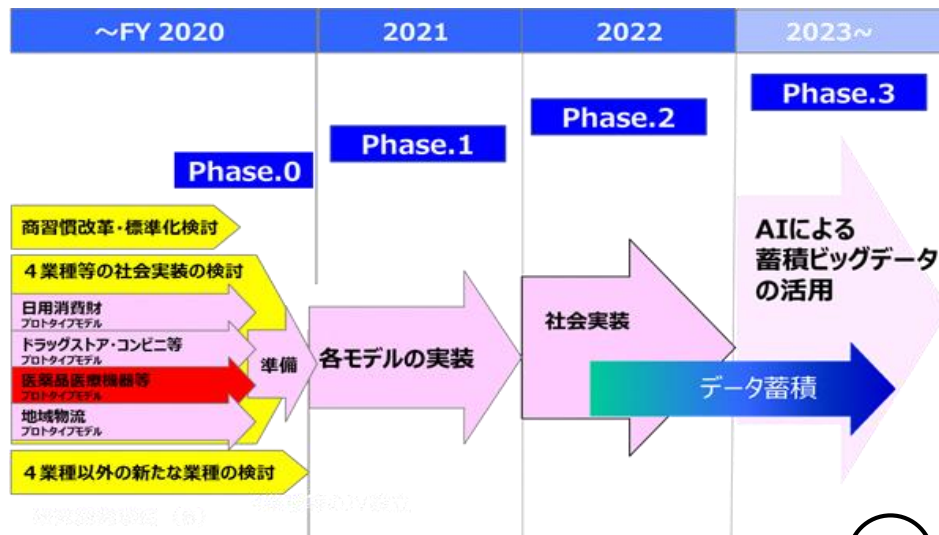 ～FY 2020
2021
2022
2023~
Phase.0
Phase.1
Phase.2
Phase.3
商習慣改革・標準化検討
４業種等の社会実装の検討
日用消費財
プロトタイプモデル
ドラッグストア・コンビニ等
プロトタイプモデル
医薬品医療機器等
プロトタイプモデル
地域物流
プロトタイプモデル
準備
４業種以外の新たな業種の検討
各モデルの実装
社会実装
データ蓄積
AIによる
蓄積ビッグデータ
の活用